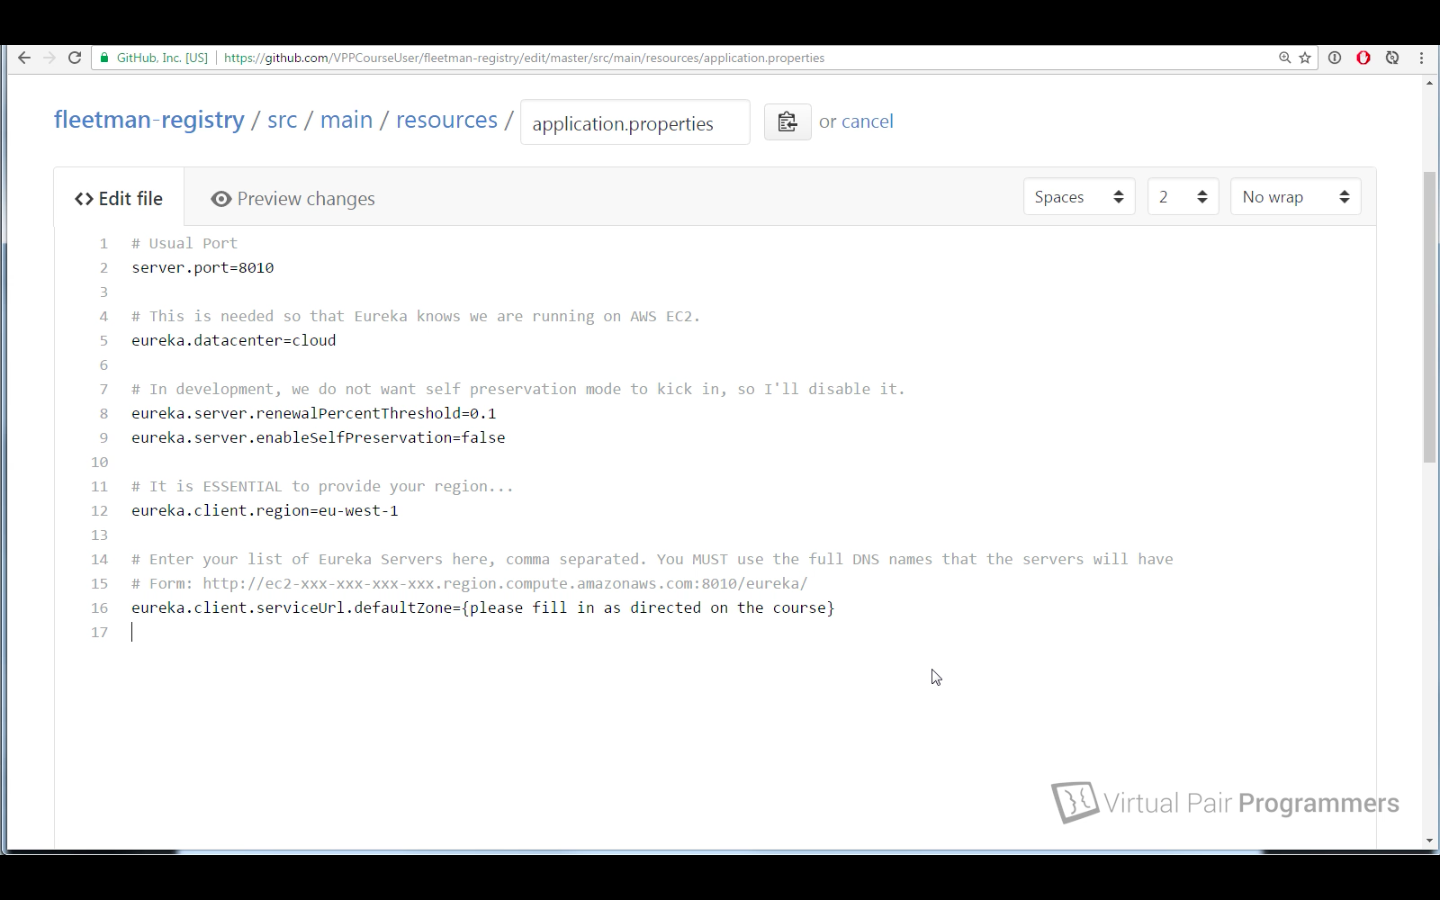 GitHub, Inc. [US] https://github.com/VPPCourseUser/fleetman-registry/edit/master/src/main/resources/application.properties
fleetman-registry / src / main / resources / application.properties or cancel
Edit file Preview changes Spaces 2 No wrap
1 # Usual Port
2 server.port=8010
3
4 # This is needed so that Eureka knows we are running on AWS EC2.
5 eureka.datacenter=cloud
6
7 # In development, we do not want self preservation mode to kick in, so I'll disable it.
8 eureka.server.renewalPercentThreshold=0.1
9 eureka.server.enableSelfPreservation=false
10
11 # It is ESSENTIAL to provide your region...
12 eureka.client.region=eu-west-1
13
14 # Enter your list of Eureka Servers here, comma separated. You MUST use the full DNS names that the servers will have
15 # Form: http://ec2-xxx-xxx-xxx-xxx.region.compute.amazonaws.com:8010/eureka/
16 eureka.client.serviceUrl.defaultZone={please fill in as directed on the course}
17
Virtual Pair Programmers